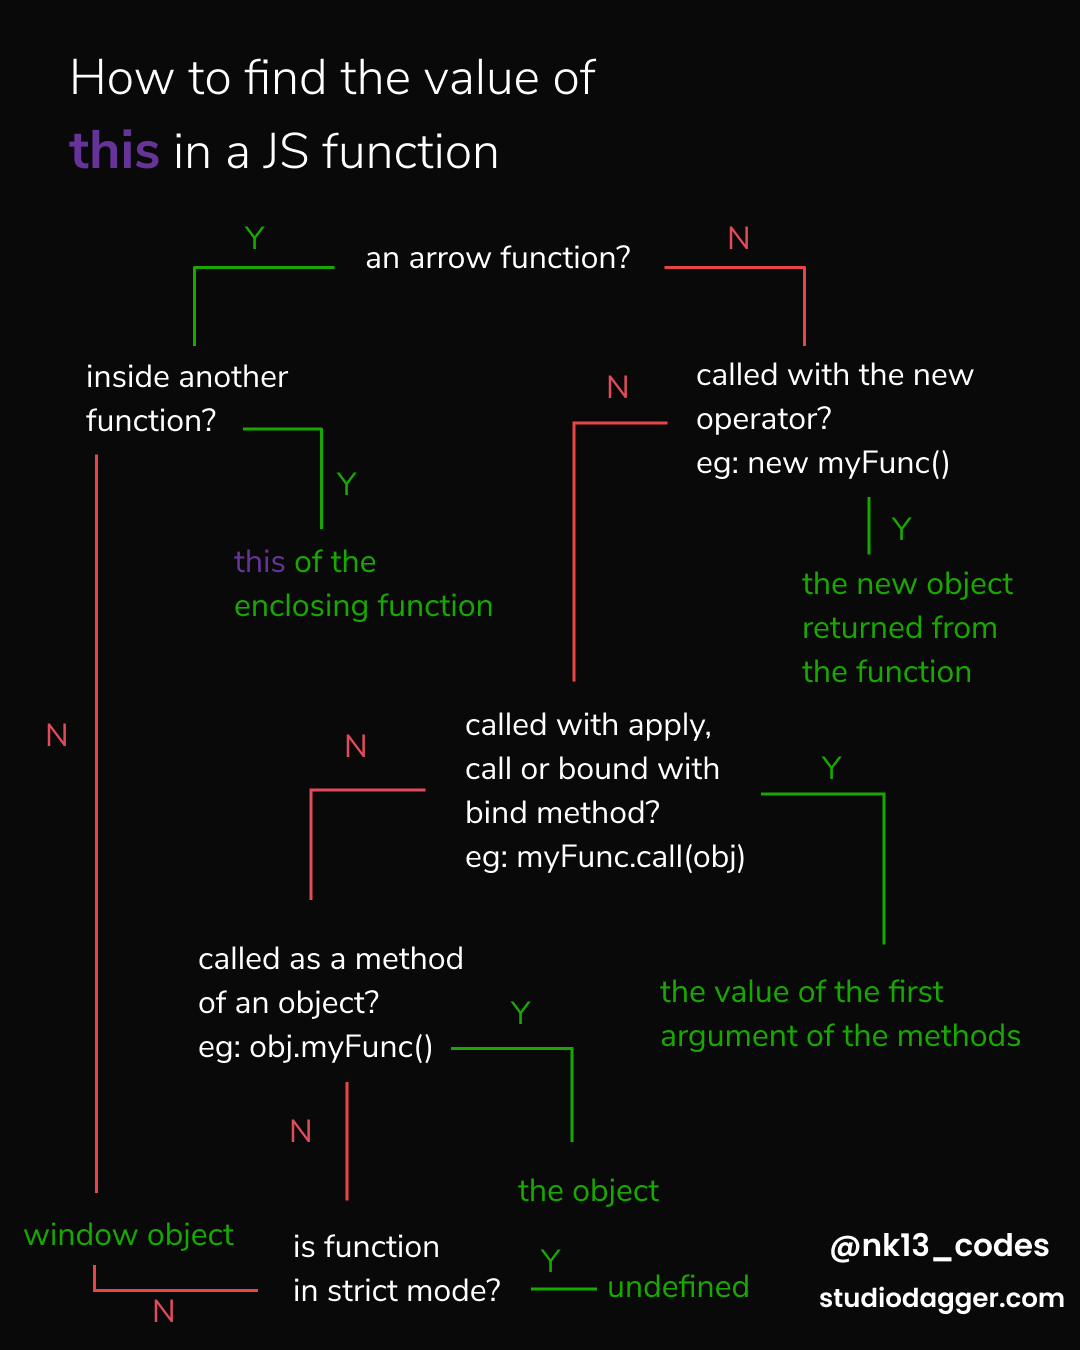 How to find the value of
this in a JS function
Y
an arrow function?
N
inside another
function?
Y
this of the
enclosing function
N
called with the new
operator?
eg: new myFunc()
Y
the new object
returned from
the function
N
called with apply,
call or bound with
bind method?
eg: myFunc.call(obj)
Y
the value of the first
argument of the methods
N
called as a method
of an object?
eg: obj.myFunc()
Y
the object
N
is function
in strict mode?
Y
undefined
N
window object
@nk13_codes
studiodagger.com